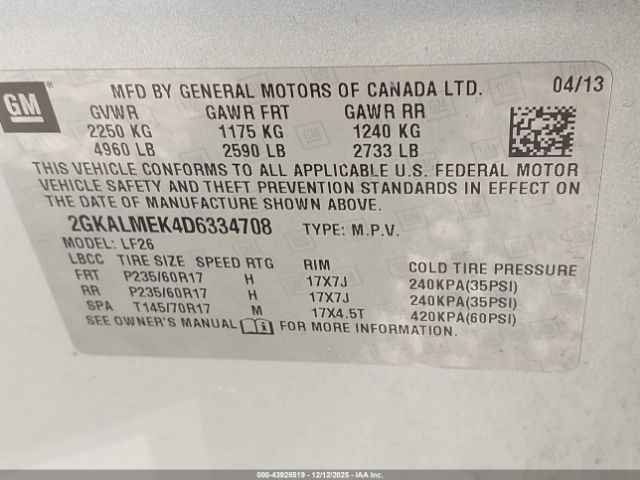 GM
MFD BY GENERAL MOTORS OF CANADA LTD. 04/13
GVWR GAWR FRT GAWR RR
2250 KG 1175 KG 1240 KG
4960 LB 2590 LB 2733 LB
THIS VEHICLE CONFORMS TO ALL APPLICABLE U.S. FEDERAL MOTOR
VEHICLE SAFETY AND THEFT PREVENTION STANDARDS IN EFFECT ON
THE DATE OF MANUFACTURE SHOWN ABOVE.
2GKALMEK4D6334708 TYPE: M.P.V.
MODEL: LF26
LBCC TIRE SIZE SPEED RTG RIM COLD TIRE PRESSURE
FRT P235/60R17 H 17X7J 240KPA(35PSI)
RR P235/60R17 H 17X7J 240KPA(35PSI)
SPA T145/70R17 M 17X4.5T 420KPA(60PSI)
SEE OWNER'S MANUAL FOR MORE INFORMATION.
000-43928519 - 12/12/2025 - IAAI, Inc.